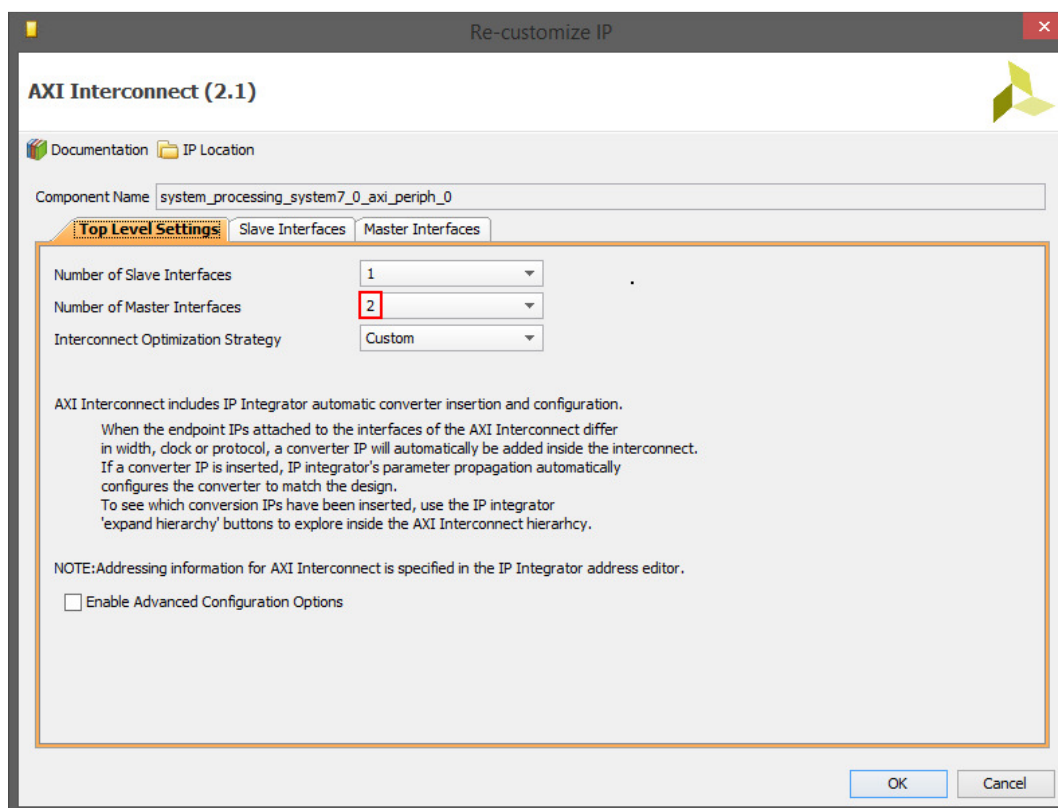 Re-customize IP
AXI Interconnect (2.1)
Documentation IP Location
Component Name system_processing_system7_0_axi_periph_0
Top Level Settings Slave Interfaces Master Interfaces
Number of Slave Interfaces 1
Number of Master Interfaces 2
Interconnect Optimization Strategy Custom
AXI Interconnect includes IP Integrator automatic converter insertion and configuration.
When the endpoint IPs attached to the interfaces of the AXI Interconnect differ
in width, clock or protocol, a converter IP will automatically be added inside the interconnect.
If a converter IP is inserted, IP integrator's parameter propagation automatically
configures the converter to match the design.
To see which conversion IPs have been inserted, use the IP integrator
'expand hierarchy' buttons to explore inside the AXI Interconnect hierarhcy.
NOTE:Addressing information for AXI Interconnect is specified in the IP Integrator address editor.
Enable Advanced Configuration Options
OK Cancel